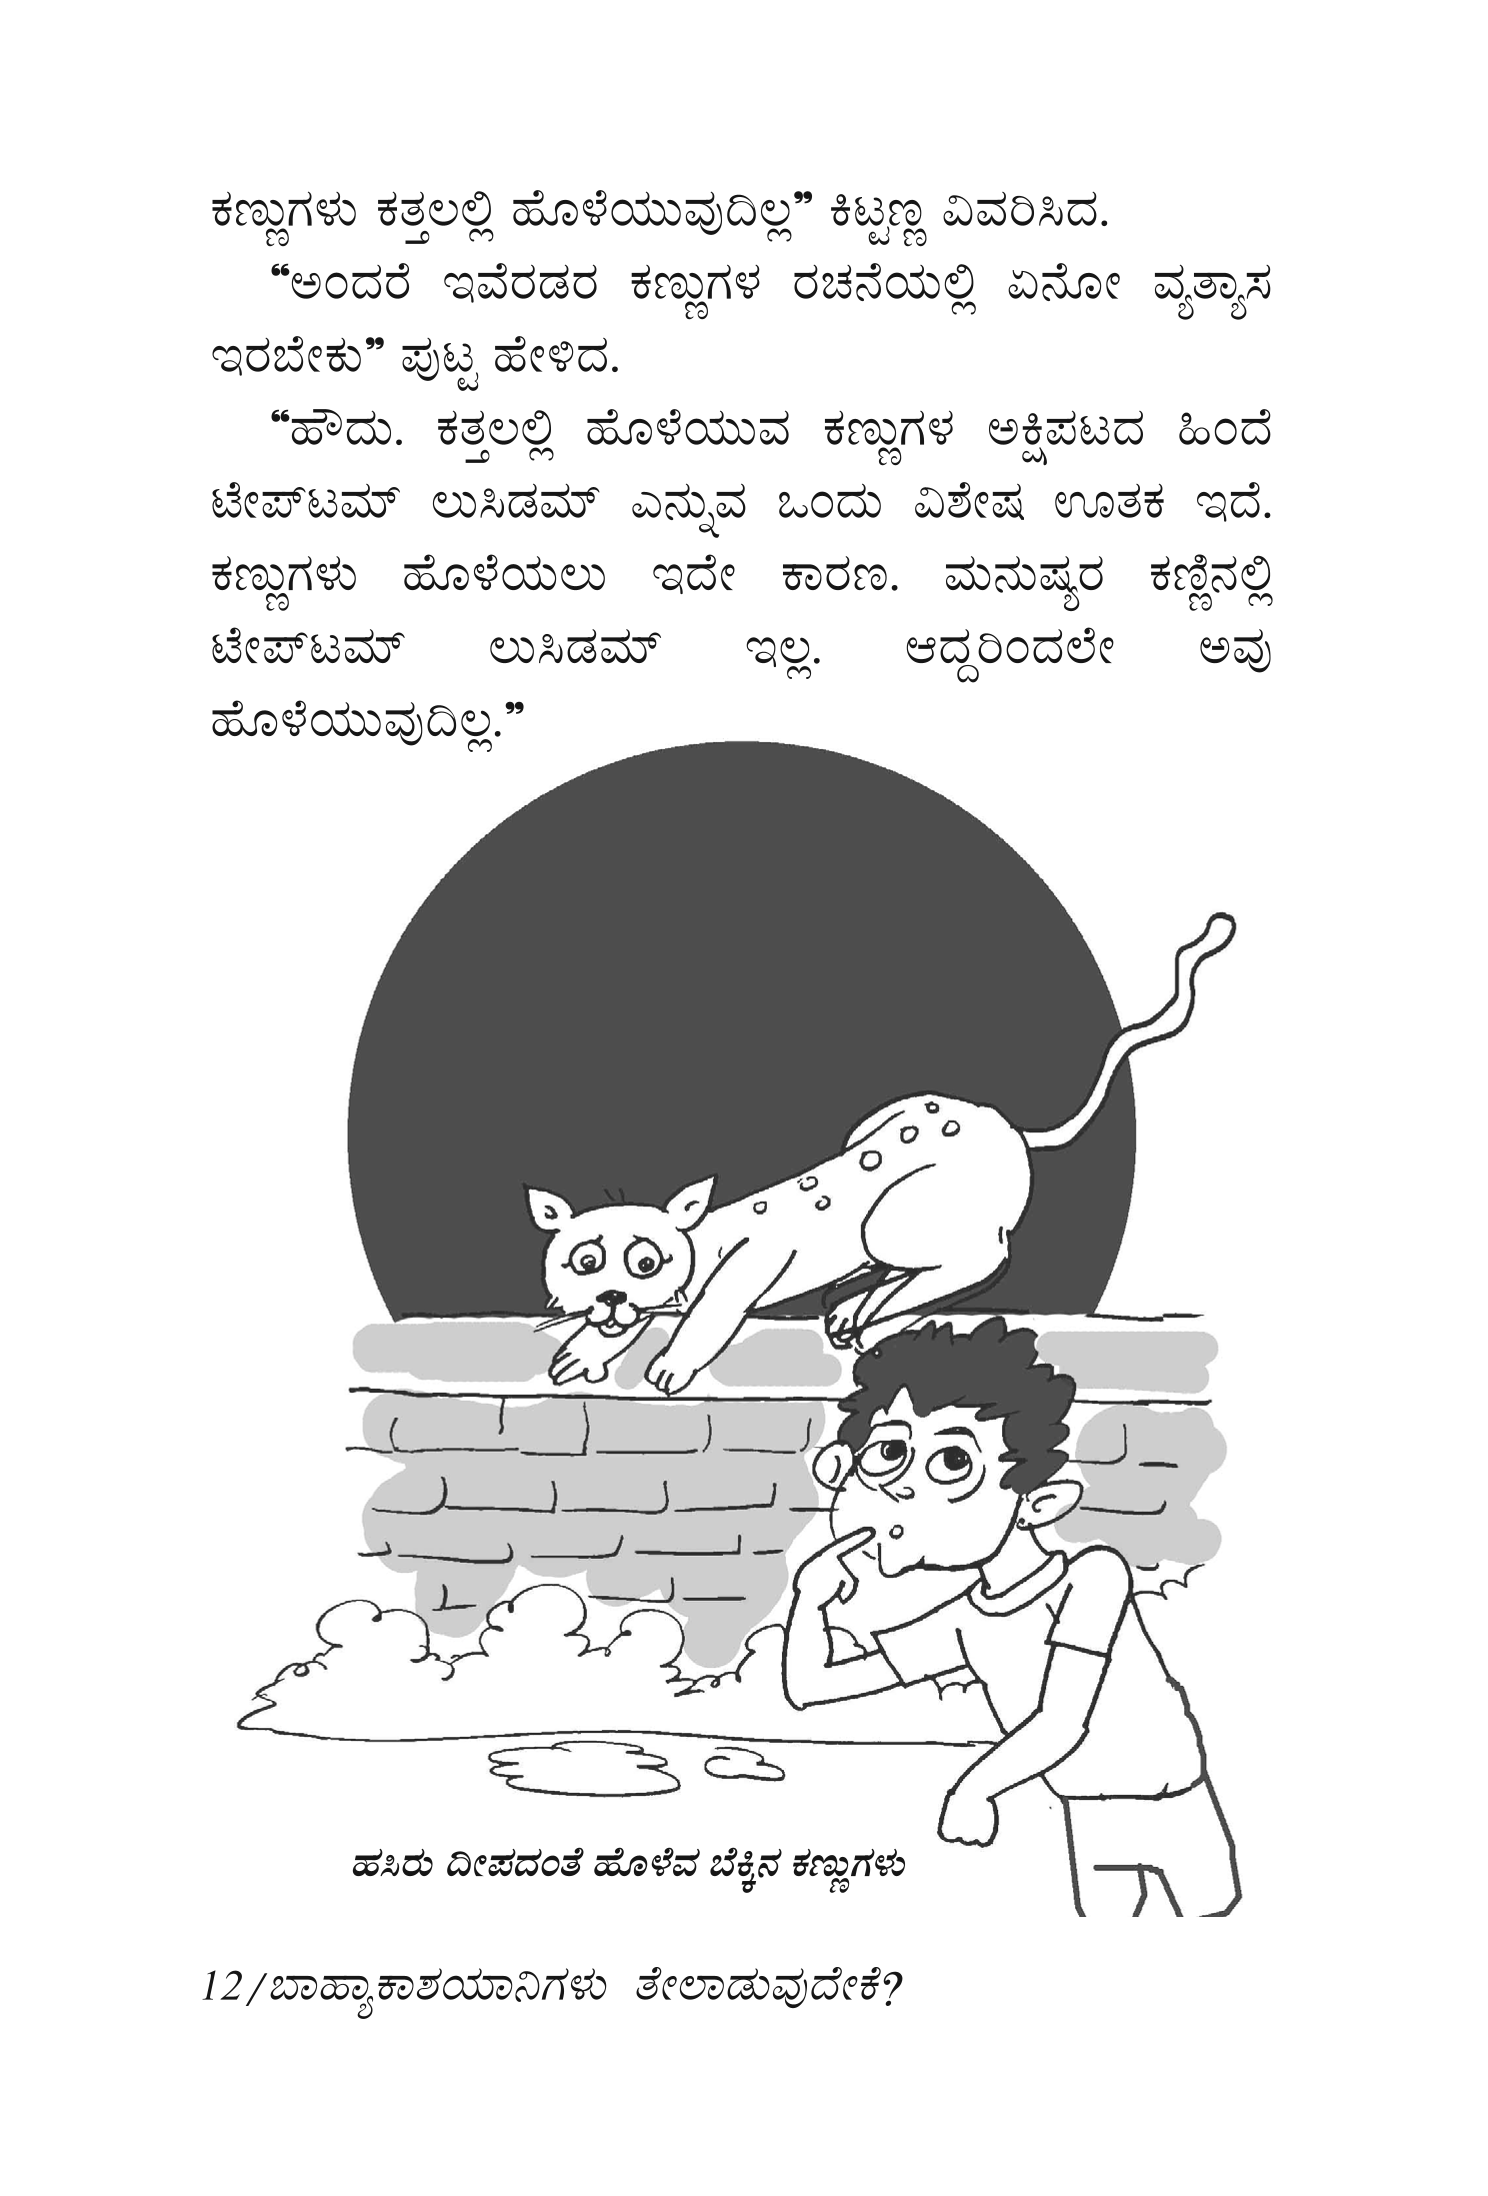 ಕಣ್ಣುಗಳು ಕತ್ತಲಲ್ಲಿ ಹೊಳೆಯುವುದಿಲ್ಲ” ಕಿಟ್ಟಣ್ಣ ವಿವರಿಸಿದ.
“ಅಂದರೆ ಇವೆರಡರ ಕಣ್ಣುಗಳ ರಚನೆಯಲ್ಲಿ ಏನೋ ವ್ಯತ್ಯಾಸ
ಇರಬೇಕು” ಪುಟ್ಟ ಹೇಳಿದ.
“ಹೌದು. ಕತ್ತಲಲ್ಲಿ ಹೊಳೆಯುವ ಕಣ್ಣುಗಳ ಅಕ್ಷಿಪಟದ ಹಿಂದೆ
ಟೇಪ್‌ಟಮ್ ಲುಸಿಡಮ್ ಎನ್ನುವ ಒಂದು ವಿಶೇಷ ಊತಕ ಇದೆ.
ಕಣ್ಣುಗಳು ಹೊಳೆಯಲು ಇದೇ ಕಾರಣ. ಮನುಷ್ಯರ ಕಣ್ಣಿನಲ್ಲಿ
ಟೇಪ್‌ಟಮ್ ಲುಸಿಡಮ್ ಇಲ್ಲ. ಆದ್ದರಿಂದಲೇ ಅವು
ಹೊಳೆಯುವುದಿಲ್ಲ.”
ಹಸಿರು ದೀಪದಂತೆ ಹೊಳೆವ ಬೆಕ್ಕಿನ ಕಣ್ಣುಗಳು
12/ಬಾಹ್ಯಾಕಾಶಯಾನಿಗಳು ತೇಲಾಡುವುದೇಕೆ?